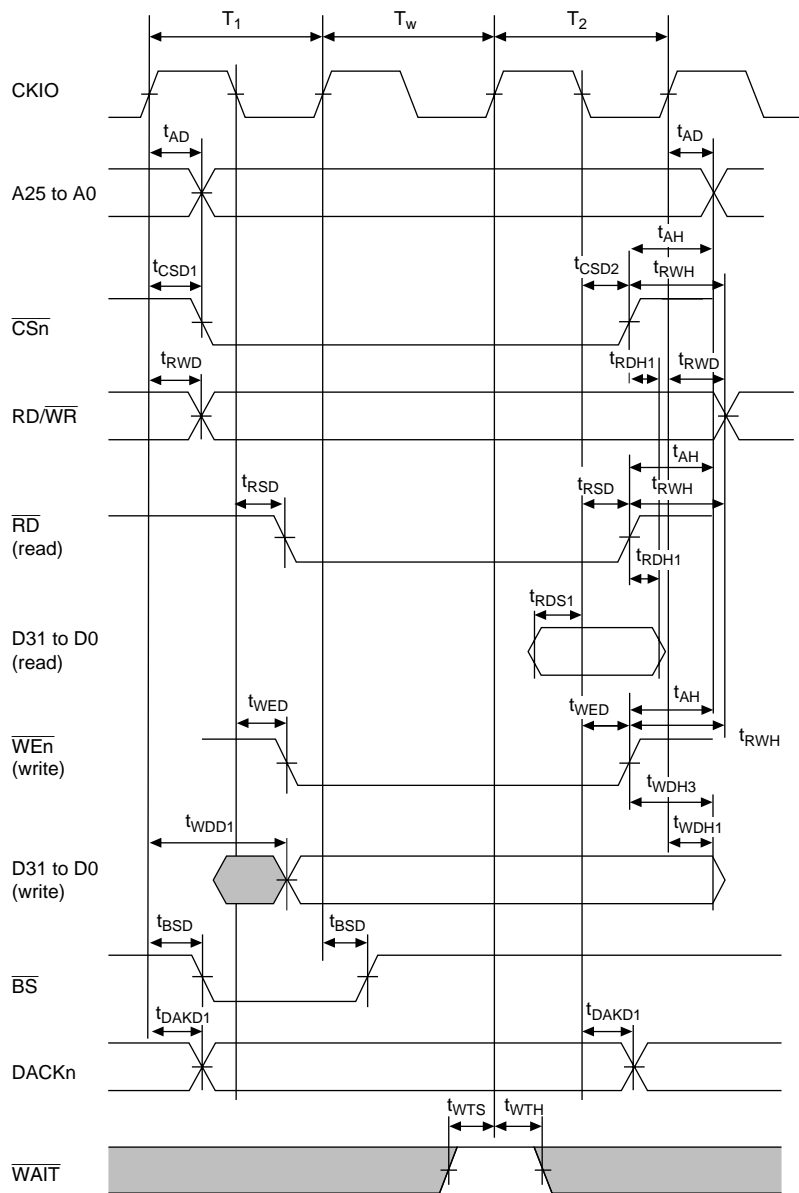 T1 Tw T2
CKIO
tAD tAD
A25 to A0
tAH
tCSD1 tCSD2 tRWH
CSn
tRWD tRDH1 tRWD
RD/WR
tAH
tRSD tRSD tRWH
RD
(read)
tRDH1
tRDS1
D31 to D0
(read)
tAH
tWED tWED
tRWH
WEn
(write)
tWDH3
tWDD1 tWDH1
D31 to D0
(write)
tBSD tBSD
BS
tDAKD1 tDAKD1
DACKn
tWTS tWTH
WAIT